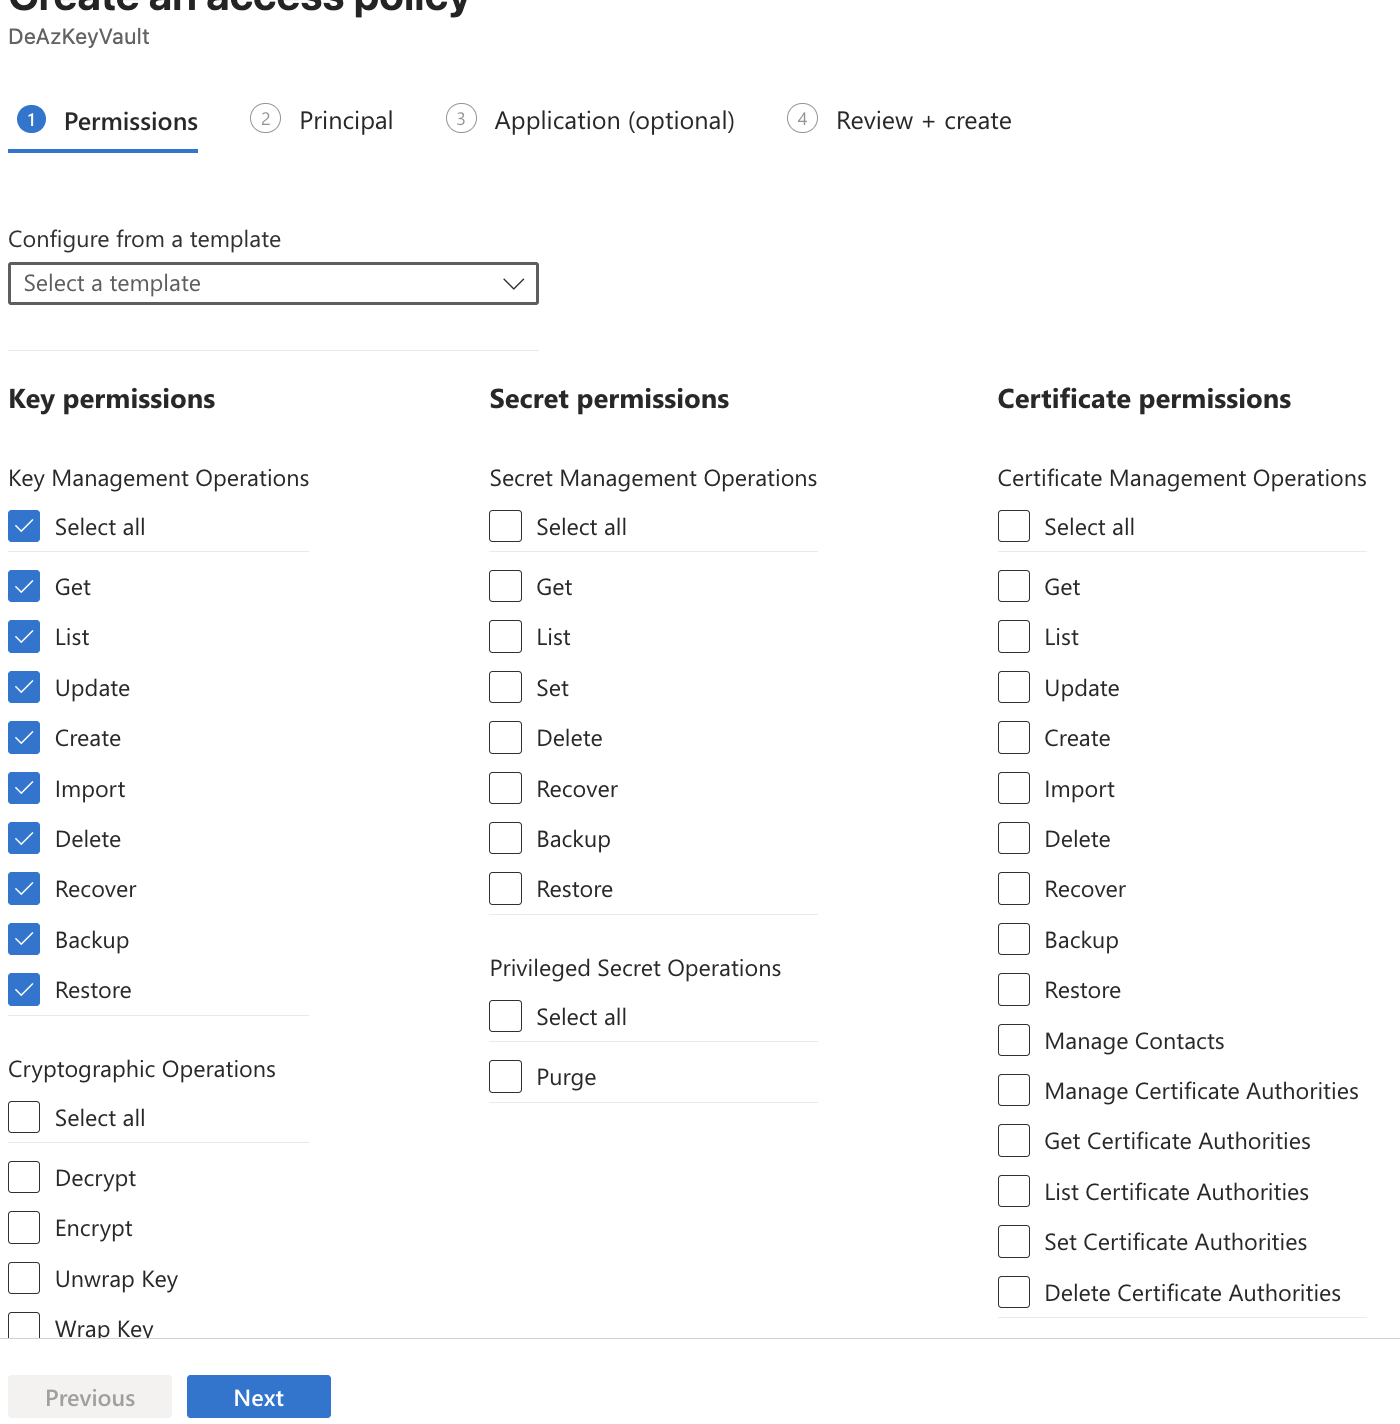 Create an access policy
DeAzKeyVault
1 Permissions
2 Principal
3 Application (optional)
4 Review + create
Configure from a template
Select a template
Key permissions
Key Management Operations
Select all
Get
List
Update
Create
Import
Delete
Recover
Backup
Restore
Cryptographic Operations
Select all
Decrypt
Encrypt
Unwrap Key
Wrap Key
Secret permissions
Secret Management Operations
Select all
Get
List
Set
Delete
Recover
Backup
Restore
Privileged Secret Operations
Select all
Purge
Certificate permissions
Certificate Management Operations
Select all
Get
List
Update
Create
Import
Delete
Recover
Backup
Restore
Manage Contacts
Manage Certificate Authorities
Get Certificate Authorities
List Certificate Authorities
Set Certificate Authorities
Delete Certificate Authorities
Previous
Next